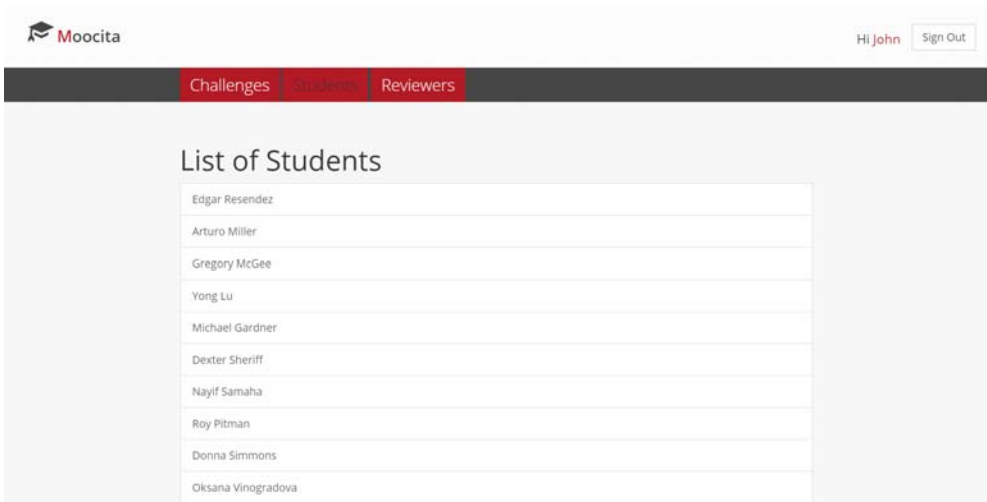 Moocita
Hi John Sign Out
Challenges Students Reviewers
List of Students
Edgar Resendez
Arturo Miller
Gregory McGee
Yong Lu
Michael Gardner
Dexter Sheriff
Nayif Samaha
Roy Pitman
Donna Simmons
Oksana Vinogradova